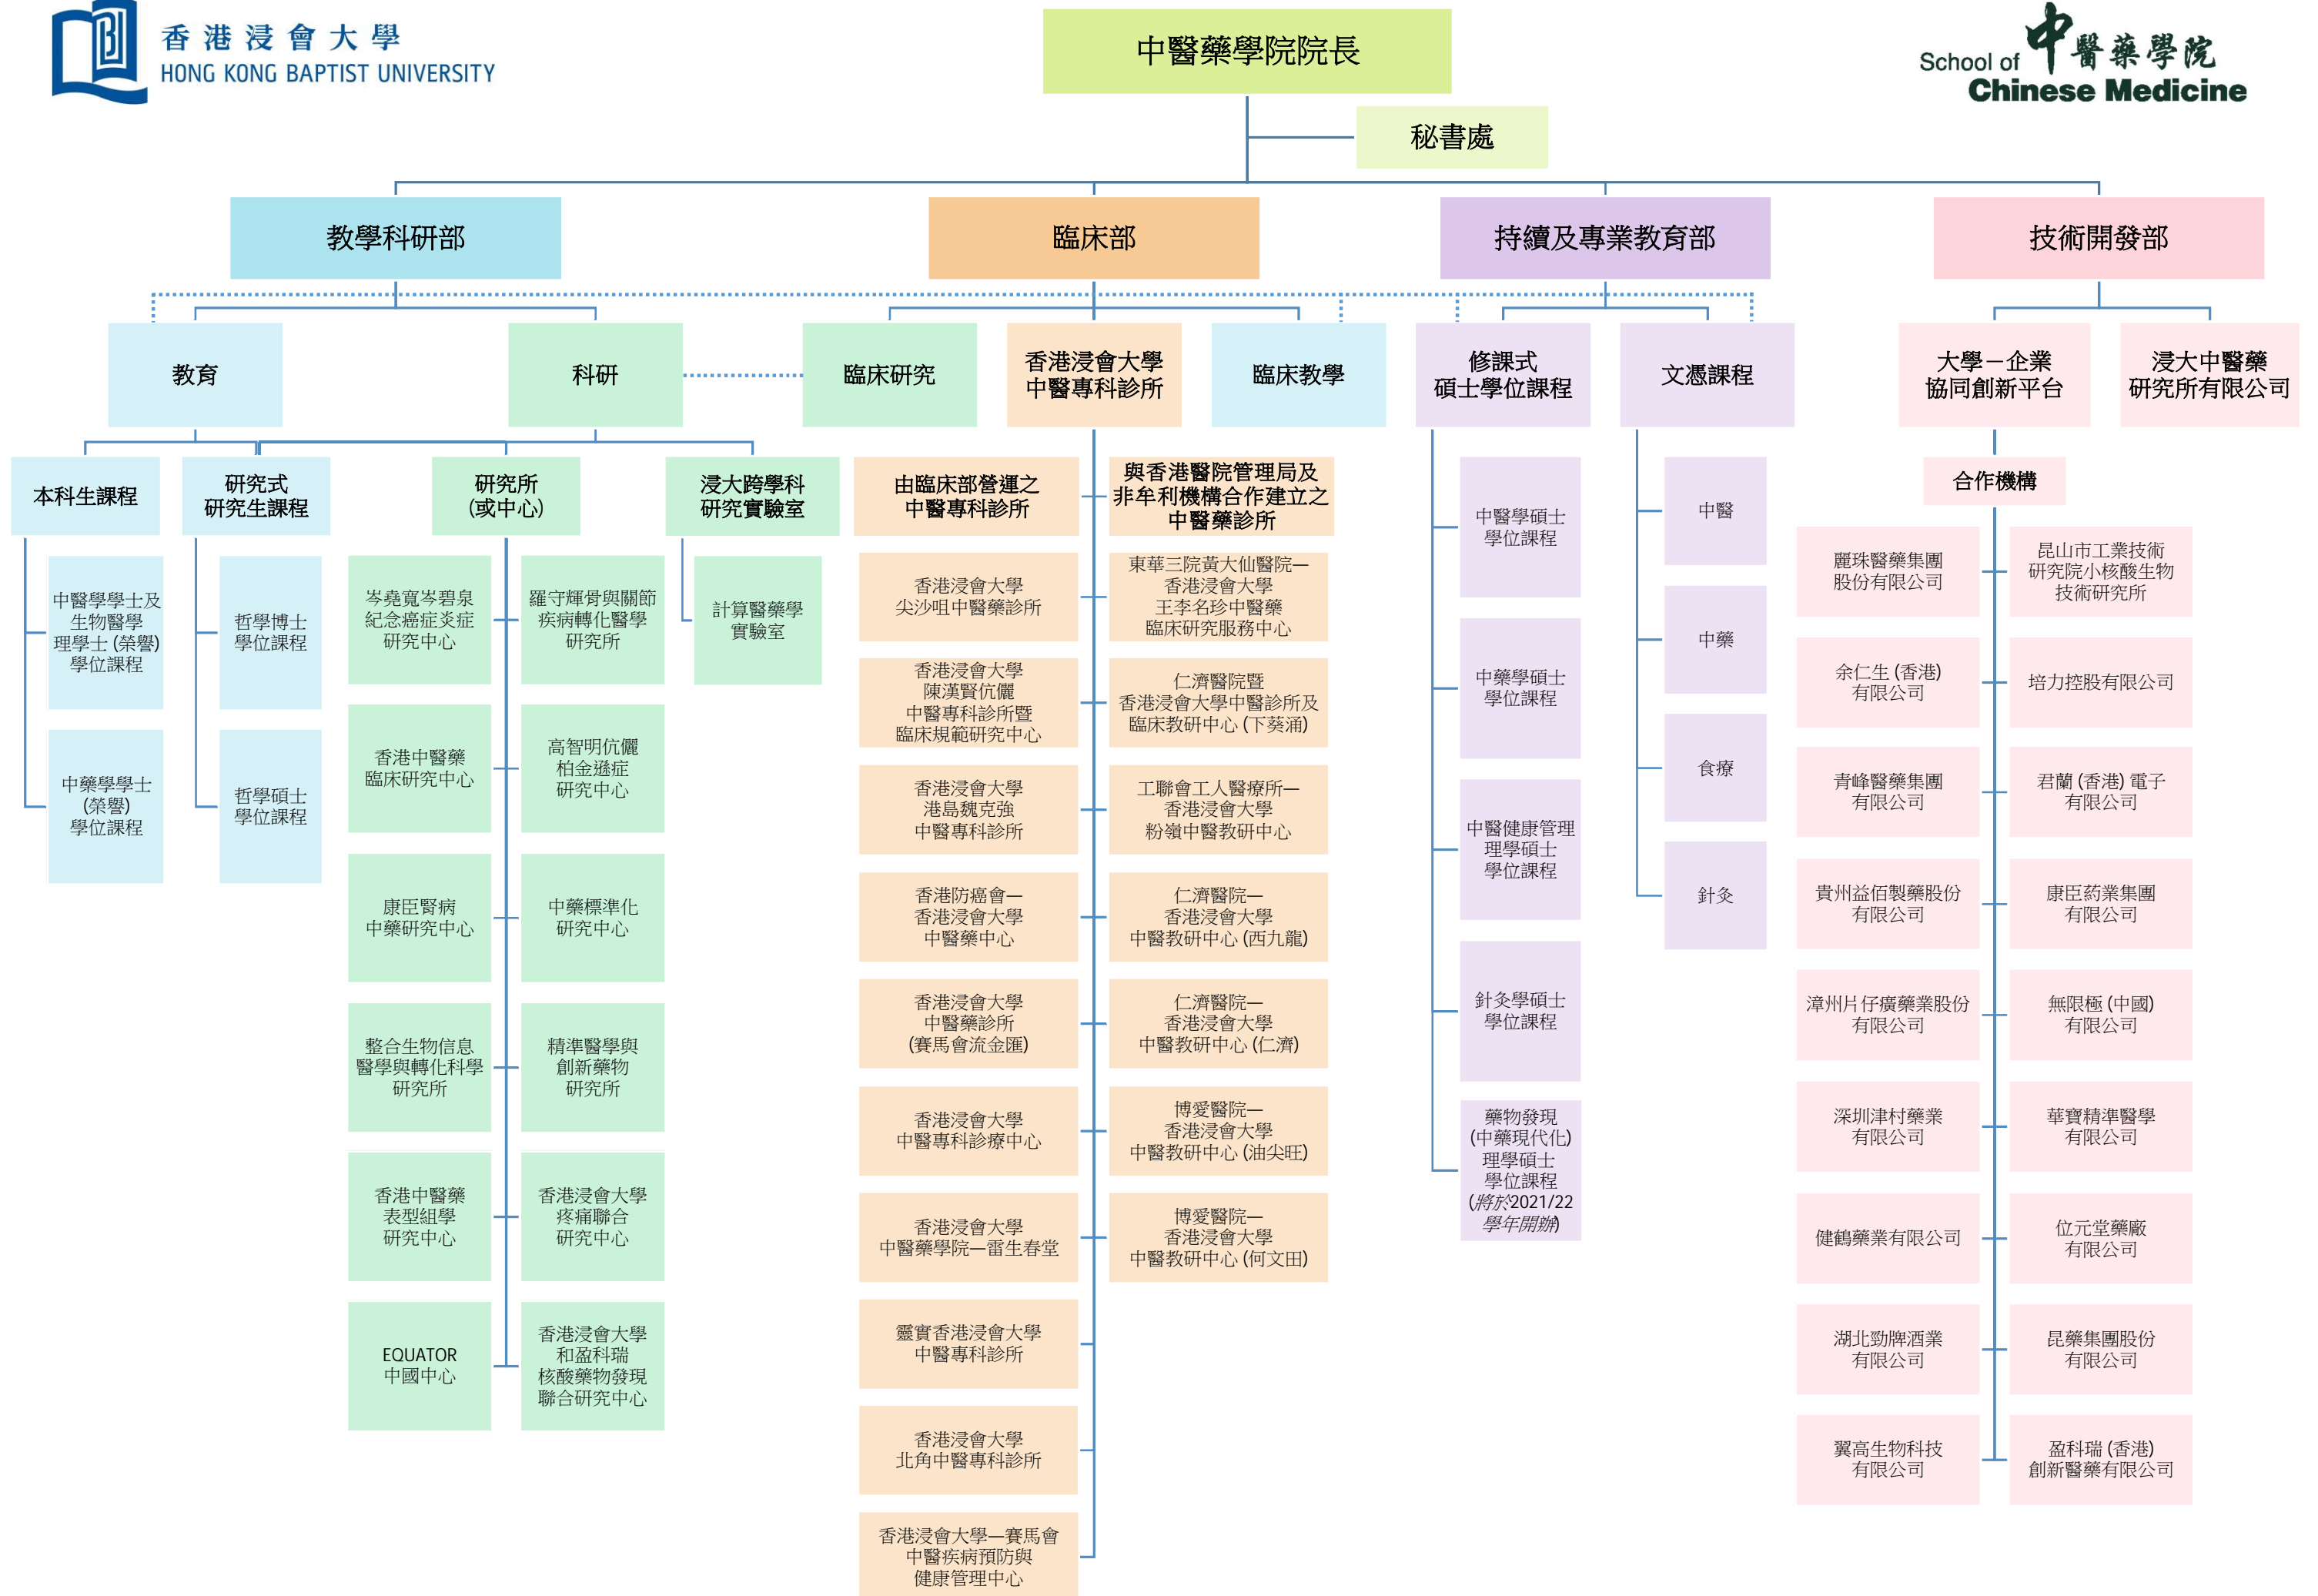 香港浸會大學
HONG KONG BAPTIST UNIVERSITY
中醫藥學院院長
School of 中醫藥學院
Chinese Medicine
秘書處
教學科研部
臨床部
持續及專業教育部
技術開發部
教育
科研
臨床研究
香港浸會大學
中醫專科診所
臨床教學
修課式
碩士學位課程
文憑課程
大學－企業
協同創新平台
浸大中醫藥
研究所有限公司
本科生課程
研究式
研究生課程
研究所
(或中心)
浸大跨學科
研究實驗室
由臨床部營運之
中醫專科診所
與香港醫院管理局及
非牟利機構合作建立之
中醫藥診所
合作機構
中醫學學士及
生物醫學
理學士 (榮譽)
學位課程
中藥學學士
(榮譽)
學位課程
哲學博士
學位課程
哲學碩士
學位課程
岑堯寬岑碧泉
紀念癌症炎症
研究中心
羅守輝骨與關節
疾病轉化醫學
研究所
香港中醫藥
臨床研究中心
高智明伉儷
柏金遜症
研究中心
康臣腎病
中藥研究中心
中藥標準化
研究中心
整合生物信息
醫學與轉化科學
研究所
精準醫學與
創新藥物
研究所
香港中醫藥
表型組學
研究中心
香港浸會大學
疼痛聯合
研究中心
EQUATOR
中國中心
香港浸會大學
和盈科瑞
核酸藥物發現
聯合研究中心
計算醫藥學
實驗室
香港浸會大學
尖沙咀中醫藥診所
東華三院黃大仙醫院—
香港浸會大學
王李名珍中醫藥
臨床研究服務中心
香港浸會大學
陳漢賢伉儷
中醫專科診所暨
臨床規範研究中心
仁濟醫院暨
香港浸會大學中醫診所及
臨床教研中心 (下葵涌)
香港浸會大學
港島魏克強
中醫專科診所
工聯會工人醫療所—
香港浸會大學
粉嶺中醫教研中心
香港防癌會—
香港浸會大學
中醫藥中心
仁濟醫院—
香港浸會大學
中醫教研中心 (西九龍)
香港浸會大學
中醫藥診所
(賽馬會流金匯)
仁濟醫院—
香港浸會大學
中醫教研中心 (仁濟)
香港浸會大學
中醫專科診療中心
博愛醫院—
香港浸會大學
中醫教研中心 (油尖旺)
香港浸會大學
中醫藥學院—雷生春堂
博愛醫院—
香港浸會大學
中醫教研中心 (何文田)
靈實香港浸會大學
中醫專科診所
香港浸會大學
北角中醫專科診所
香港浸會大學—賽馬會
中醫疾病預防與
健康管理中心
中醫學碩士
學位課程
中藥學碩士
學位課程
中醫健康管理
理學碩士
學位課程
針灸學碩士
學位課程
藥物發現
(中藥現代化)
理學碩士
學位課程
(將於2021/22
學年開辦)
中醫
中藥
食療
針灸
麗珠醫藥集團
股份有限公司
昆山市工業技術
研究院小核酸生物
技術研究所
余仁生 (香港)
有限公司
培力控股有限公司
青峰醫藥集團
有限公司
君蘭 (香港) 電子
有限公司
貴州益佰製藥股份
有限公司
康臣药業集團
有限公司
漳州片仔癀藥業股份
有限公司
無限極 (中國)
有限公司
深圳津村藥業
有限公司
華寶精準醫學
有限公司
健鶴藥業有限公司
位元堂藥廠
有限公司
湖北勁牌酒業
有限公司
昆藥集團股份
有限公司
翼高生物科技
有限公司
盈科瑞 (香港)
創新醫藥有限公司